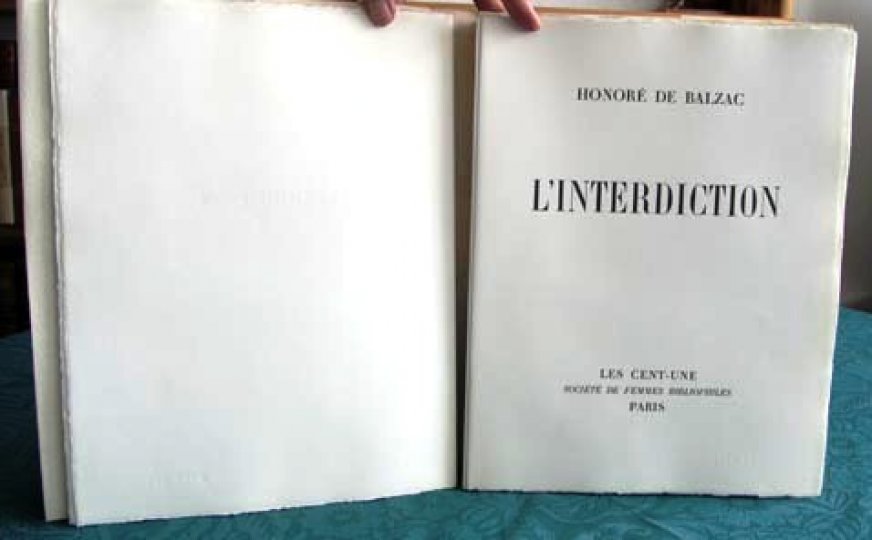 HONORÉ DE BALZAC
L'INTERDICTION
LES CENT-UNE
SOCIÉTÉ DE FEMMES BIBLIOPHILES
PARIS